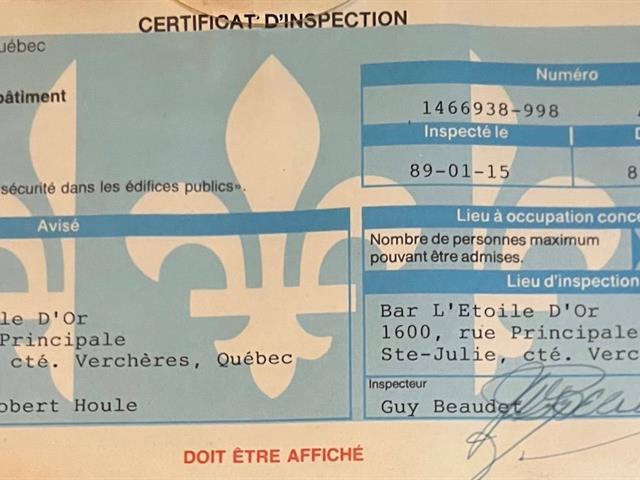 CERTIFICAT D'INSPECTION
uébec
bâtiment
sécurité dans les édifices publics».
Numéro
1466938-998
Inspecté le
89-01-15
8
Avisé
le D'Or
Principale
cté. Verchères, Québec
obert Houle
Lieu à occupation conce
Nombre de personnes maximum
pouvant être admises.
Lieu d'inspection
Bar L'Etoile D'Or
1600, rue Principale
Ste-Julie, cté. Verc
Inspecteur
Guy Beaudet
DOIT ÊTRE AFFICHÉ